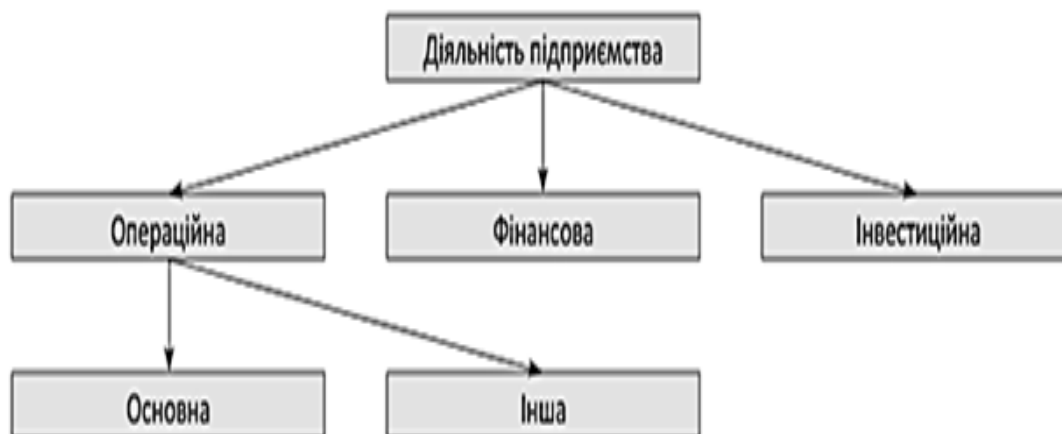 Діяльність підприємства
Операційна
Фінансова
Інвестиційна
Основна
Інша